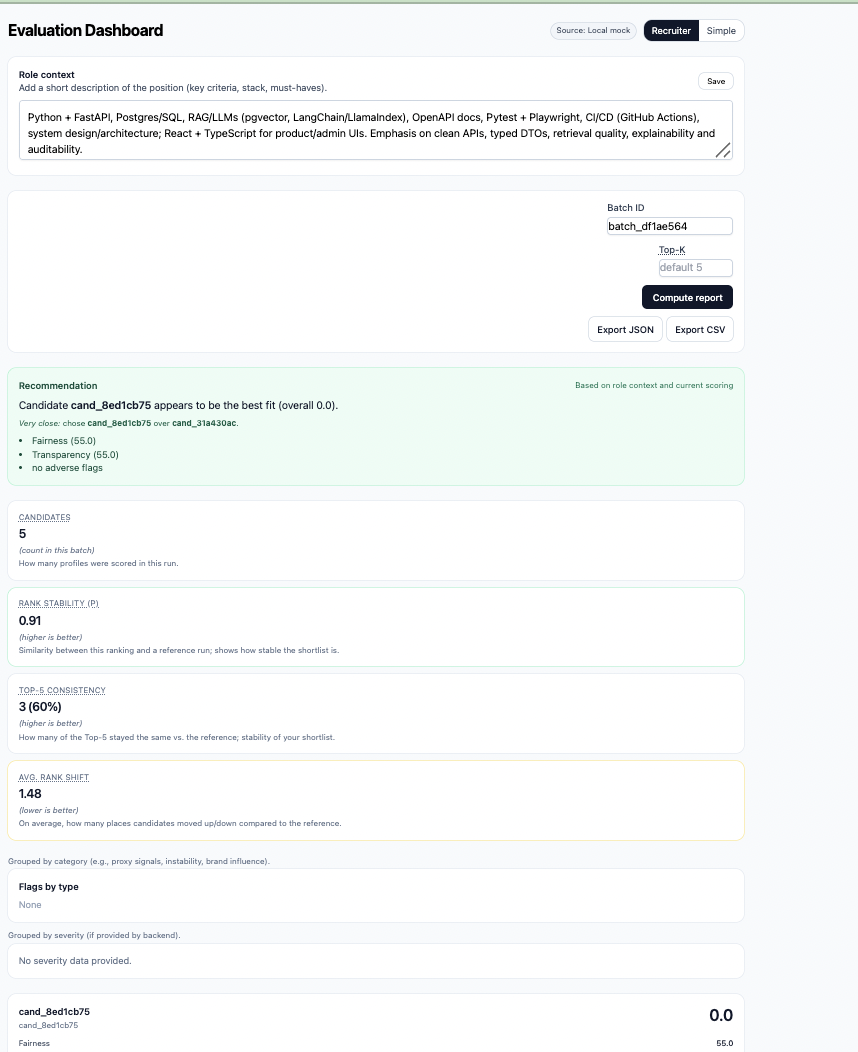 Evaluation Dashboard
Source: Local mock
Recruiter
Simple
Role context
Add a short description of the position (key criteria, stack, must-haves).
Save
Python + FastAPI, Postgres/SQL, RAG/LLMs (pgvector, LangChain/LlamaIndex), OpenAPI docs, Pytest + Playwright, CI/CD (GitHub Actions),
system design/architecture; React + TypeScript for product/admin UIs. Emphasis on clean APIs, typed DTOs, retrieval quality, explainability and
auditability.
Batch ID
batch_df1ae564
Top-K
default 5
Compute report
Export JSON
Export CSV
Recommendation
Based on role context and current scoring
Candidate cand_8ed1cb75 appears to be the best fit (overall 0.0).
Very close: chose cand_8ed1cb75 over cand_31a430ac.
• Fairness (55.0)
• Transparency (55.0)
• no adverse flags
CANDIDATES
5
(count in this batch)
How many profiles were scored in this run.
RANK STABILITY (Ρ)
0.91
(higher is better)
Similarity between this ranking and a reference run; shows how stable the shortlist is.
TOP-5 CONSISTENCY
3 (60%)
(higher is better)
How many of the Top-5 stayed the same vs. the reference; stability of your shortlist.
AVG. RANK SHIFT
1.48
(lower is better)
On average, how many places candidates moved up/down compared to the reference.
Grouped by category (e.g., proxy signals, instability, brand influence).
Flags by type
None
Grouped by severity (if provided by backend).
No severity data provided.
cand_8ed1cb75
0.0
cand_8ed1cb75
Fairness
55.0